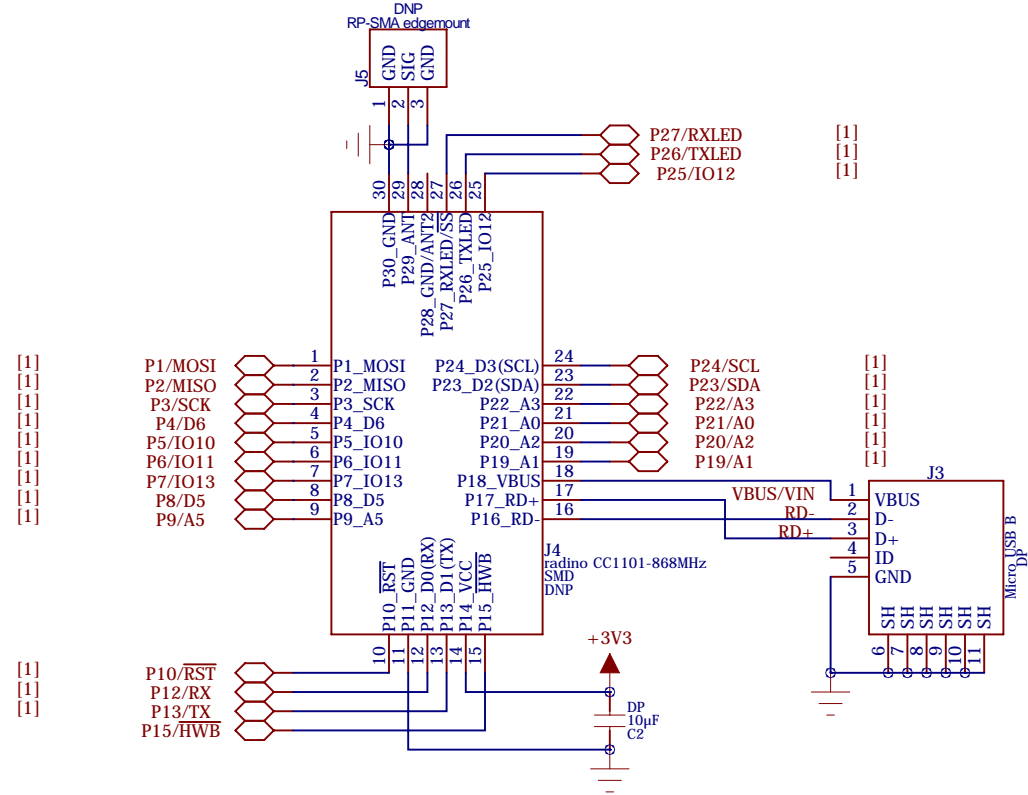 DNP
RP-SMA edgemount
J5
GND
SIG
GND
1
2
3
P27/RXLED [1]
P26/TXLED [1]
P25/IO12 [1]
30
29
28
27
26
25
P30_GND
P29_ANT
P28_GND/ANT2
P27_RXLED/SS
P26_TXLED
P25_IO12
[1] P1/MOSI 1 P1_MOSI
[1] P2/MISO 2 P2_MISO
[1] P3/SCK 3 P3_SCK
[1] P4/D6 4 P4_D6
[1] P5/IO10 5 P5_IO10
[1] P6/IO11 6 P6_IO11
[1] P7/IO13 7 P7_IO13
[1] P8/D5 8 P8_D5
[1] P9/A5 9 P9_A5
P24_D3(SCL) 24 P24/SCL [1]
P23_D2(SDA) 23 P23/SDA [1]
P22_A3 22 P22/A3 [1]
P21_A0 21 P21/A0 [1]
P20_A2 20 P20/A2 [1]
P19_A1 19 P19/A1 [1]
P18_VBUS 18
P17_RD+ 17
P16_RD- 16
J3
VBUS/VIN 1 VBUS
RD- 2 D-
RD+ 3 D+
4 ID
5 GND
Micro_USB_B
DP
SH
SH
SH
SH
SH
SH
6
7
8
9
10
11
J4
radino CC1101-868MHz
SMD
DNP
P10_RST
P11_GND
P12_D0(RX)
P13_D1(TX)
P14_VCC
P15_HWB
10
11
12
13
14
15
+3V3
[1] P10/RST
[1] P12/RX
[1] P13/TX
P15/HWB
DP
10µF
C2